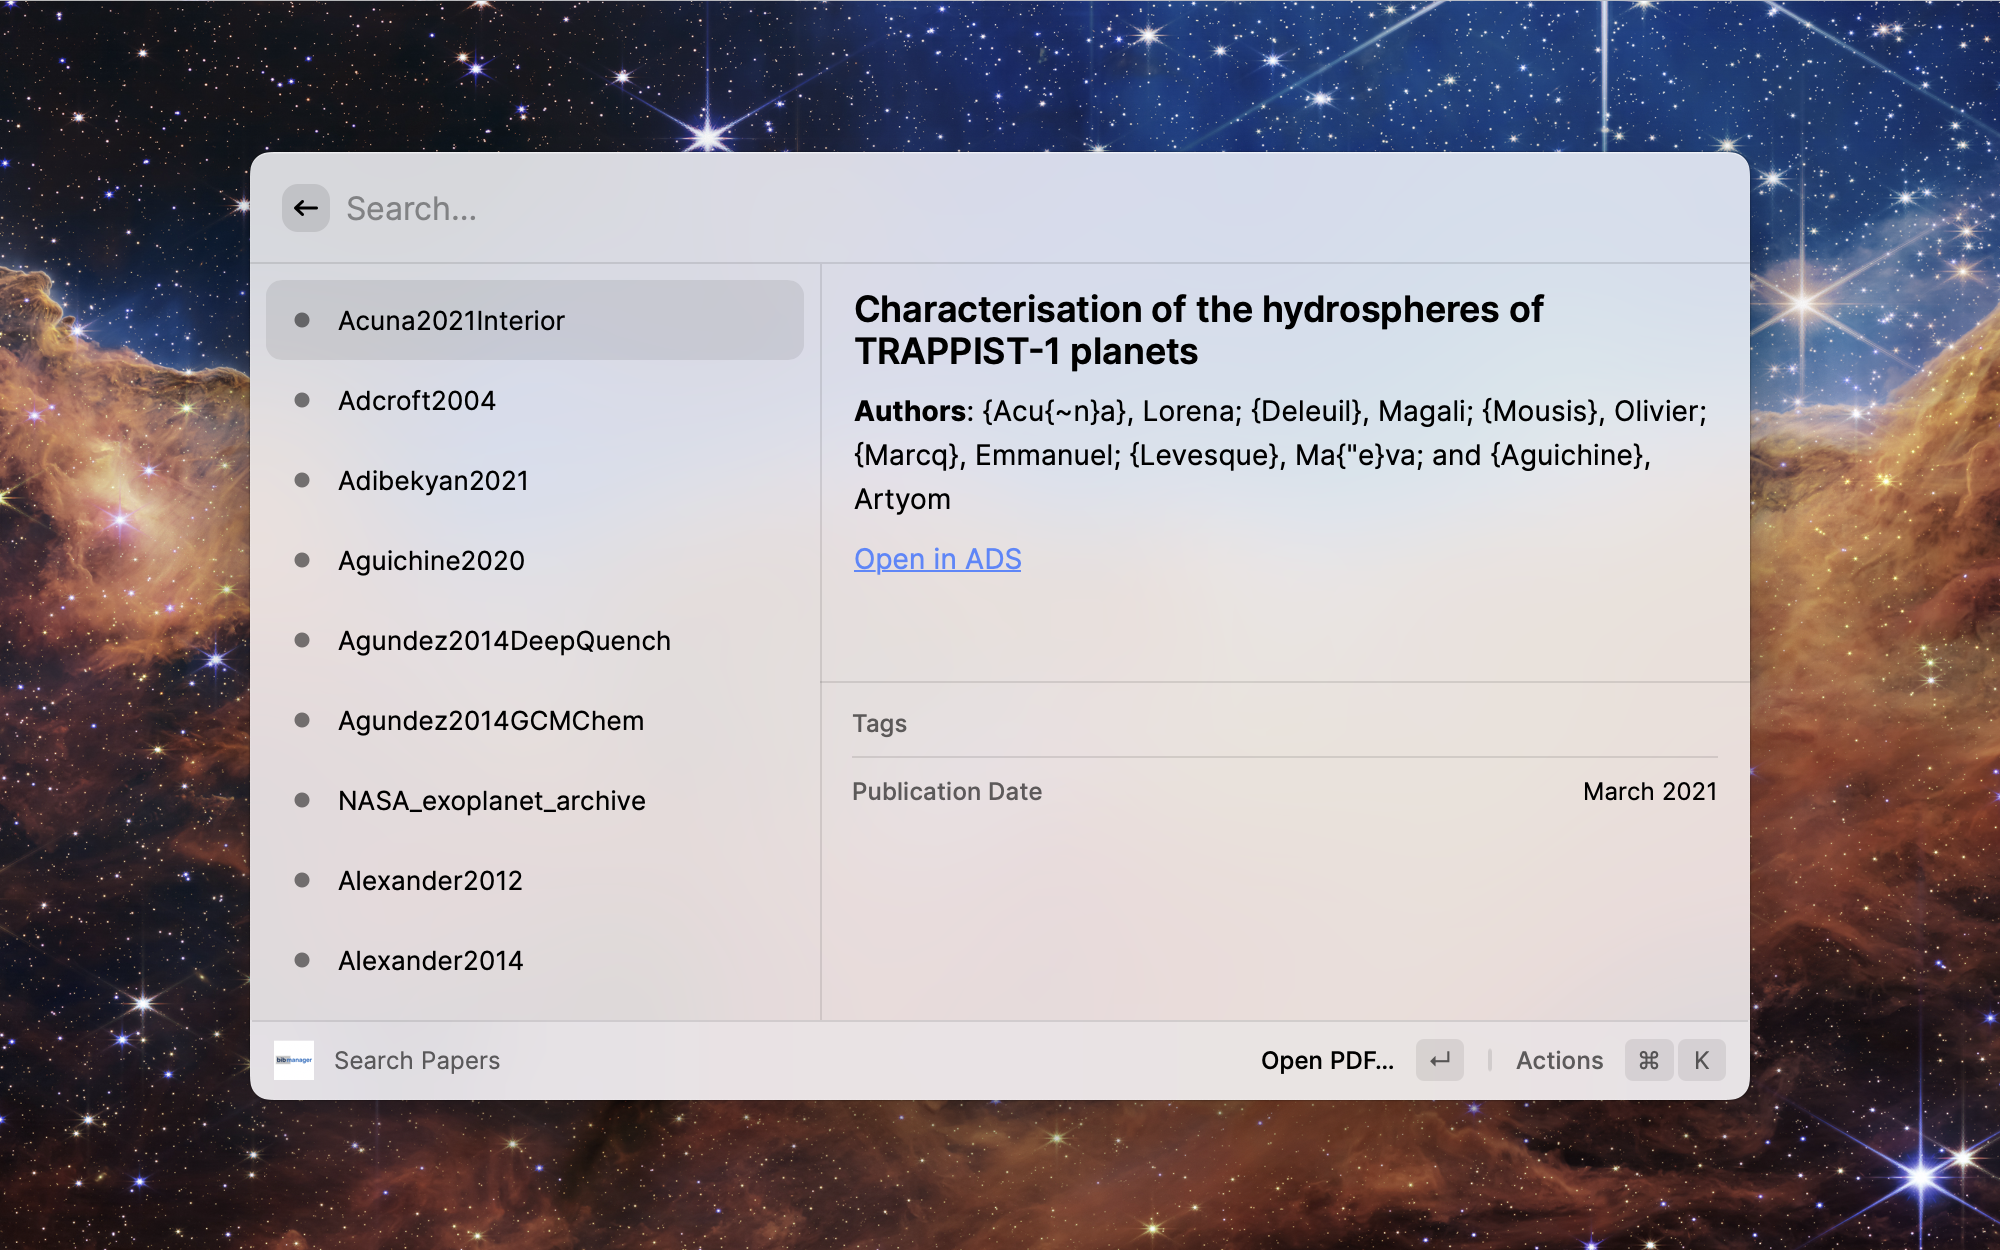 Search...
Acuna2021Interior
Adcroft2004
Adibekyan2021
Aguichine2020
Agundez2014DeepQuench
Agundez2014GCMChem
NASA_exoplanet_archive
Alexander2012
Alexander2014
Characterisation of the hydrospheres of
TRAPPIST-1 planets
Authors: {Acu{~n}a}, Lorena; {Deleuil}, Magali; {Mousis}, Olivier;
{Marcq}, Emmanuel; {Levesque}, Ma{"e}va; and {Aguichine},
Artyom
Open in ADS
Tags
Publication Date March 2021
bibmanager Search Papers Open PDF... Actions ⌘ K